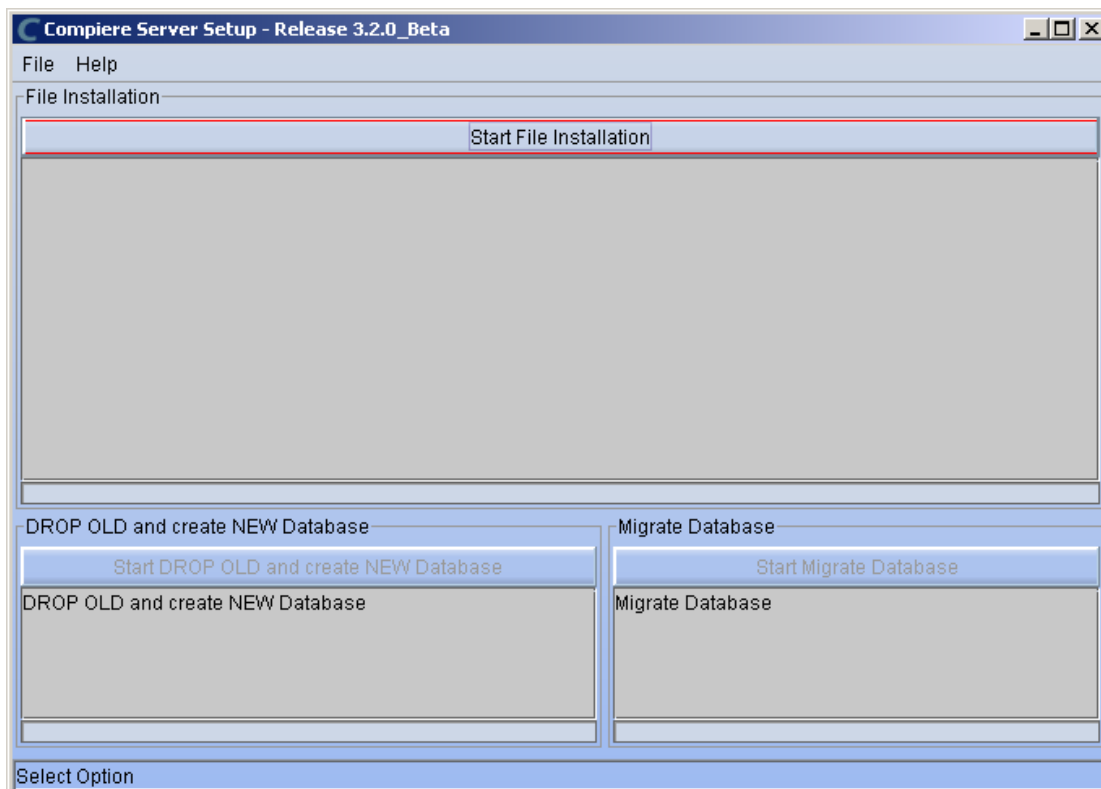 Compiere Server Setup - Release 3.2.0_Beta
File Help
File Installation
Start File Installation
DROP OLD and create NEW Database
Start DROP OLD and create NEW Database
DROP OLD and create NEW Database
Migrate Database
Start Migrate Database
Migrate Database
Select Option